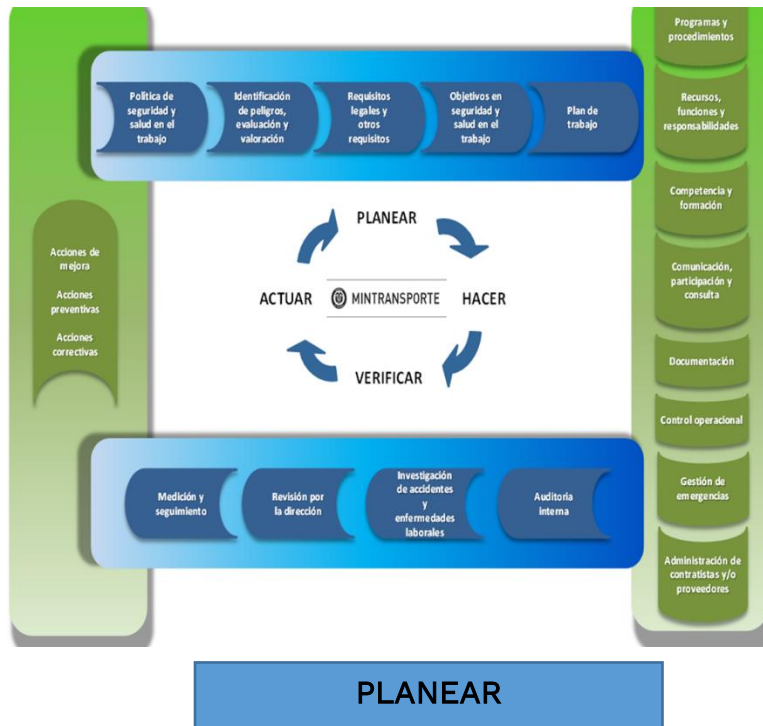 Política de
seguridad y
salud en el
trabajo
Identificación
de peligros,
evaluación y
valoración
Requisitos
legales y
otros
requisitos
Objetivos en
seguridad y
salud en el
trabajo
Plan de
trabajo
Programas y
procedimientos
Recursos,
funciones y
responsabilidades
Competencia y
formación
Comunicación,
participación y
consulta
Documentación
Control operacional
Gestión de
emergencias
Administración de
contratistas y/o
proveedores
PLANEAR
HACER
VERIFICAR
ACTUAR
MINTRANSPORTE
Acciones de
mejora
Acciones
preventivas
Acciones
correctivas
Medición y
seguimiento
Revisión por
la dirección
Investigación
de accidentes
y
enfermedades
laborales
Auditoria
interna
PLANEAR